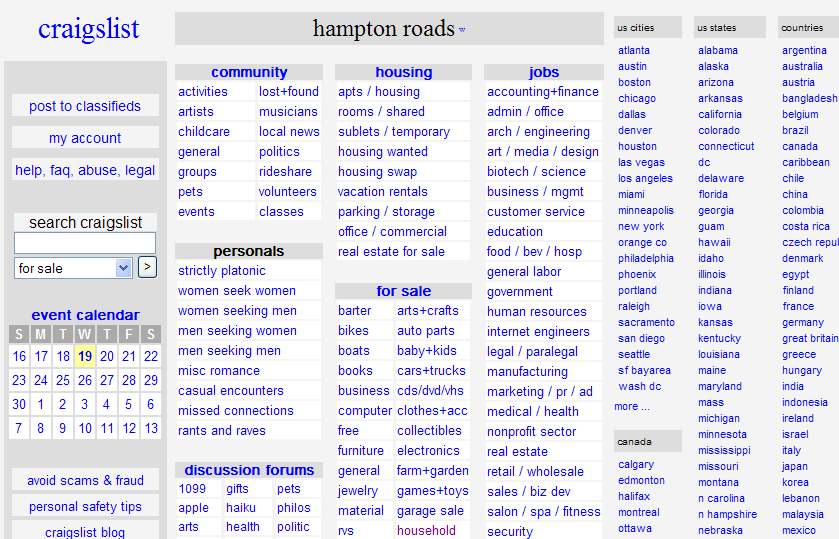 craigslist
post to classifieds
my account
help, faq, abuse, legal
search craigslist
for sale
>
event calendar
S M T W T F S
16 17 18 19 20 21 22
23 24 25 26 27 28 29
30 1 2 3 4 5 6
7 8 9 10 11 12 13
avoid scams & fraud
personal safety tips
craigslist blog
hampton roads w
community
activities lost+found
artists musicians
childcare local news
general politics
groups rideshare
pets volunteers
events classes
personals
strictly platonic
women seek women
women seeking men
men seeking women
men seeking men
misc romance
casual encounters
missed connections
rants and raves
discussion forums
1099 gifts pets
apple haiku philos
arts health politic
housing
apts / housing
rooms / shared
sublets / temporary
housing wanted
housing swap
vacation rentals
parking / storage
office / commercial
real estate for sale
for sale
barter arts+crafts
bikes auto parts
boats baby+kids
books cars+trucks
business cds/dvd/vhs
computer clothes+acc
free collectibles
furniture electronics
general farm+garden
jewelry games+toys
material garage sale
rvs household
jobs
accounting+finance
admin / office
arch / engineering
art / media / design
biotech / science
business / mgmt
customer service
education
food / bev / hosp
general labor
government
human resources
internet engineers
legal / paralegal
manufacturing
marketing / pr / ad
medical / health
nonprofit sector
real estate
retail / wholesale
sales / biz dev
salon / spa / fitness
security
us cities
atlanta
austin
boston
chicago
dallas
denver
houston
las vegas
los angeles
miami
minneapolis
new york
orange co
philadelphia
phoenix
portland
raleigh
sacramento
san diego
seattle
sf bayarea
wash dc
more ...
canada
calgary
edmonton
halifax
montreal
ottawa
us states
alabama
alaska
arizona
arkansas
california
colorado
connecticut
dc
delaware
florida
georgia
guam
hawaii
idaho
illinois
indiana
iowa
kansas
kentucky
louisiana
maine
maryland
mass
michigan
minnesota
mississippi
missouri
montana
n carolina
n hampshire
nebraska
countries
argentina
australia
austria
bangladesh
belgium
brazil
canada
caribbean
chile
china
colombia
costa rica
czech repu
denmark
egypt
finland
france
germany
great britain
greece
hungary
india
indonesia
ireland
israel
italy
japan
korea
lebanon
malaysia
mexico